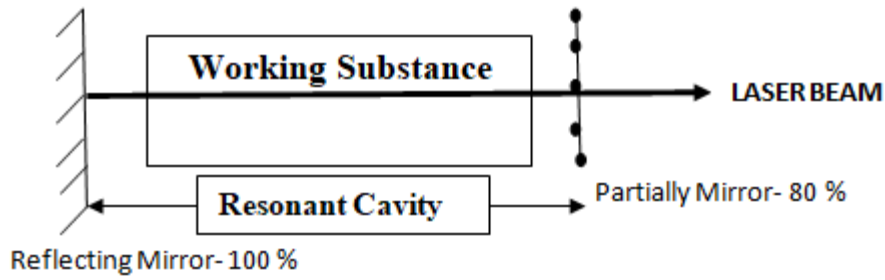 Working Substance
LASER BEAM
Partially Mirror- 80 %
Resonant Cavity
Reflecting Mirror- 100 %